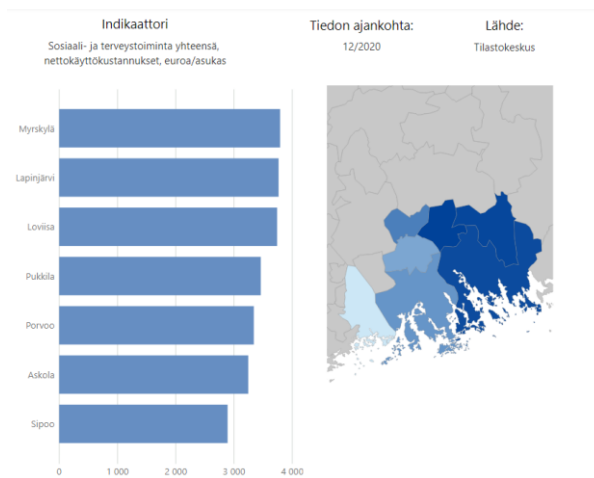 Indikaattori
Sosiaali- ja terveystoiminta yhteensä,
nettokäyttökustannukset, euroa/asukas
Tiedon ajankohta:
12/2020
Lähde:
Tilastokeskus
Myrskylä
Lapinjärvi
Loviisa
Pukkila
Porvoo
Askola
Sipoo
0 1 000 2 000 3 000 4 000